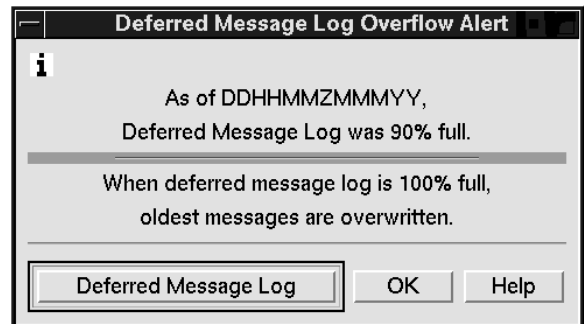 Deferred Message Log Overflow Alert
i
As of DDHHMMZMMMYY,
Deferred Message Log was 90% full.
When deferred message log is 100% full,
oldest messages are overwritten.
Deferred Message Log OK Help